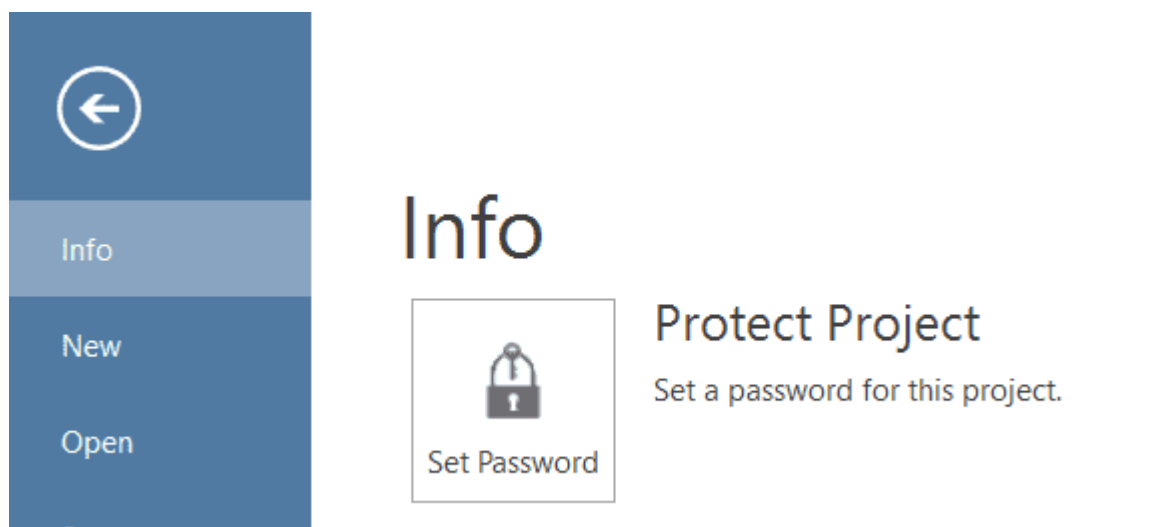 Info
New
Open
Info
Set Password
Protect Project
Set a password for this project.